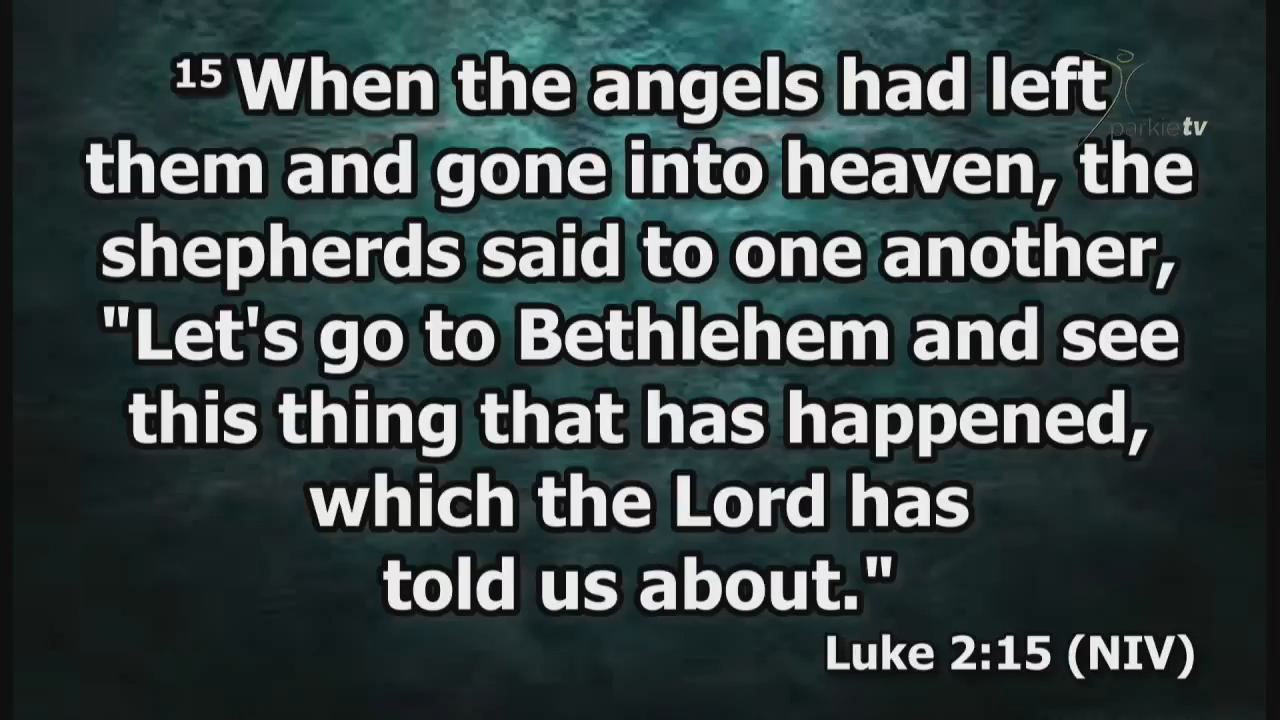 15 When the angels had left
parkietv
them and gone into heaven, the
shepherds said to one another,
"Let's go to Bethlehem and see
this thing that has happened,
which the Lord has
told us about."
Luke 2:15 (NIV)